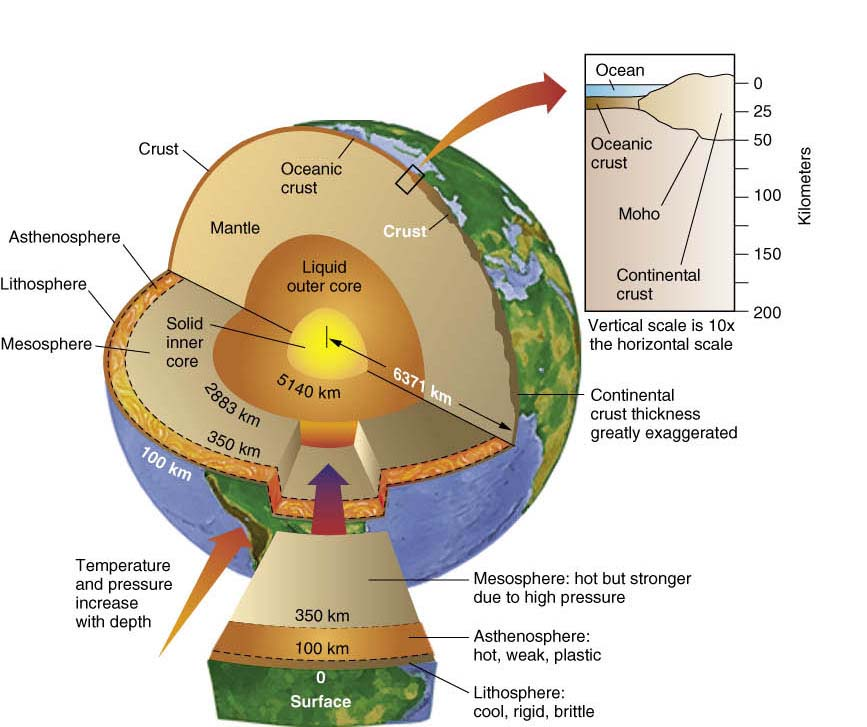 Crust
Oceanic
crust
Mantle
Crust
Asthenosphere
Lithosphere
Mesosphere
Liquid
outer core
Solid
inner
core
5140 km
6371 km
2883 km
350 km
100 km
Ocean
Oceanic
crust
Moho
Continental
crust
0
25
50
100
150
200
Kilometers
Vertical scale is 10x
the horizontal scale
Continental
crust thickness
greatly exaggerated
Temperature
and pressure
increase
with depth
350 km
100 km
0
Surface
Mesosphere: hot but stronger
due to high pressure
Asthenosphere:
hot, weak, plastic
Lithosphere:
cool, rigid, brittle